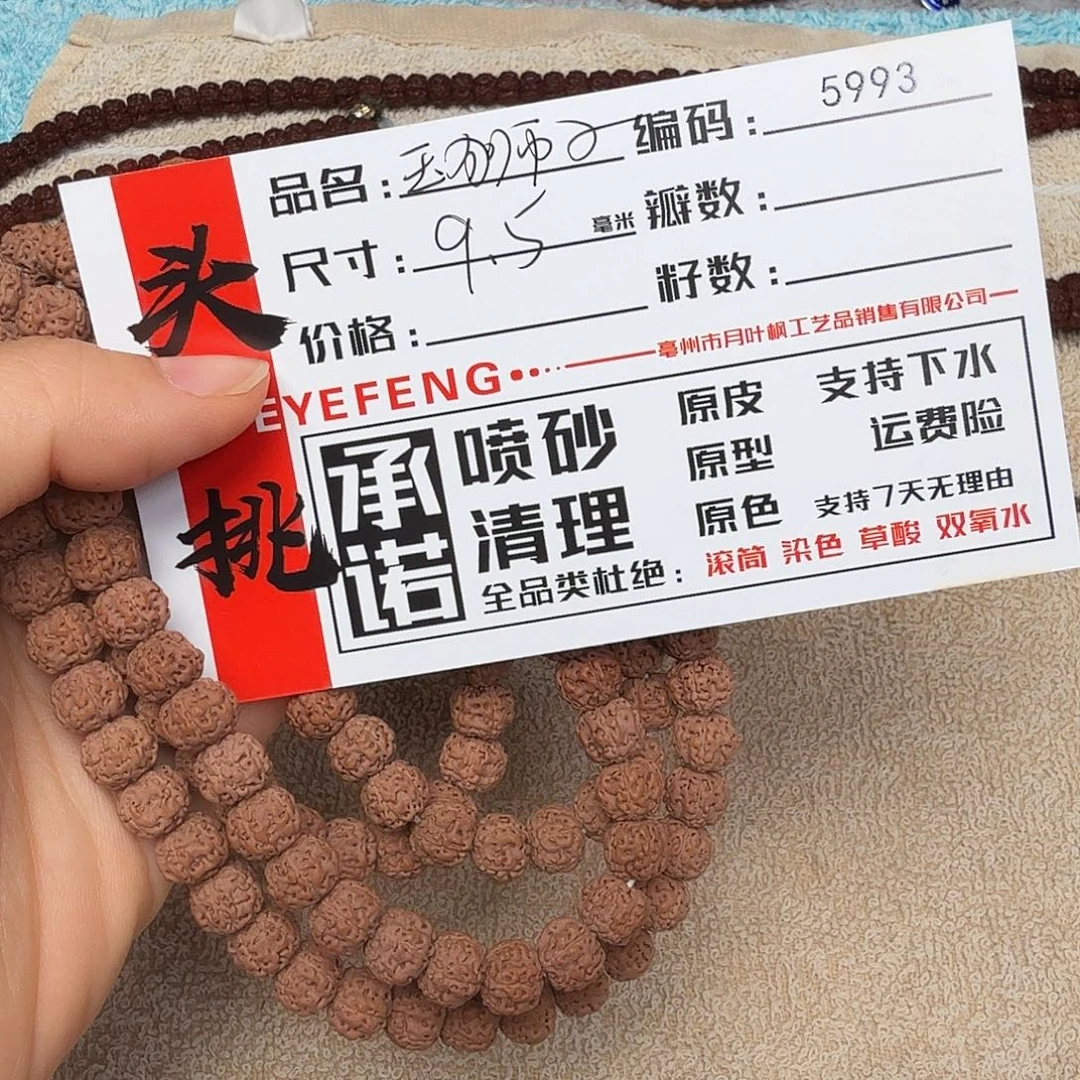 头挑
品名：玉狮子 编码：5993
尺寸：9.5 毫米 瓣数：
价格： 籽数：
EYEFENG 亳州市月叶枫工艺品销售有限公司
承诺
喷砂
清理
原皮
原型
原色
支持下水
运费险
支持7天无理由
全品类杜绝：滚筒 染色 草酸 双氧水